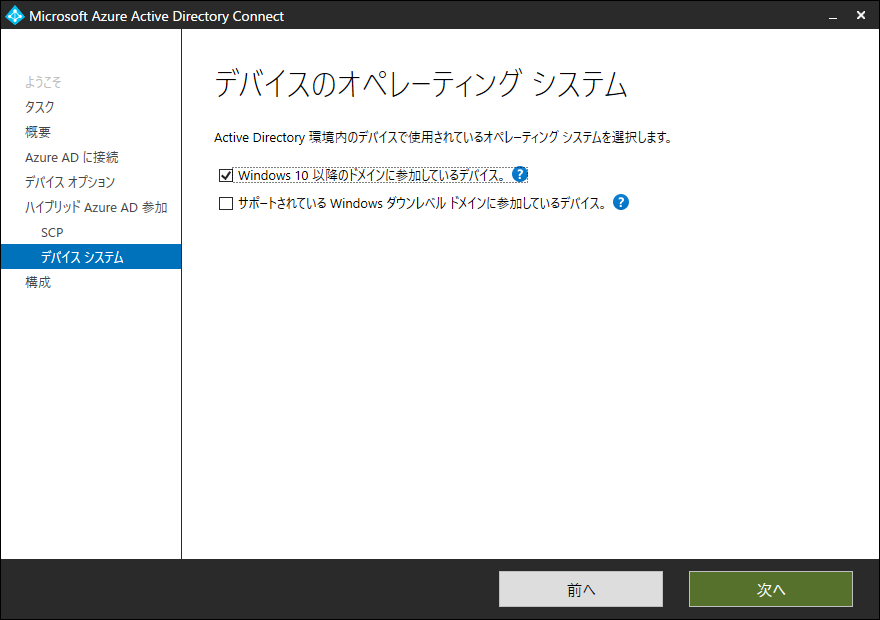 Microsoft Azure Active Directory Connect
ようこそ
タスク
概要
Azure AD に接続
デバイス オプション
ハイブリッド Azure AD 参加
SCP
デバイス システム
構成
デバイスのオペレーティング システム
Active Directory 環境内のデバイスで使用されているオペレーティング システムを選択します。
Windows 10 以降のドメインに参加しているデバイス。 ?
サポートされている Windows ダウンレベル ドメインに参加しているデバイス。 ?
前へ
次へ